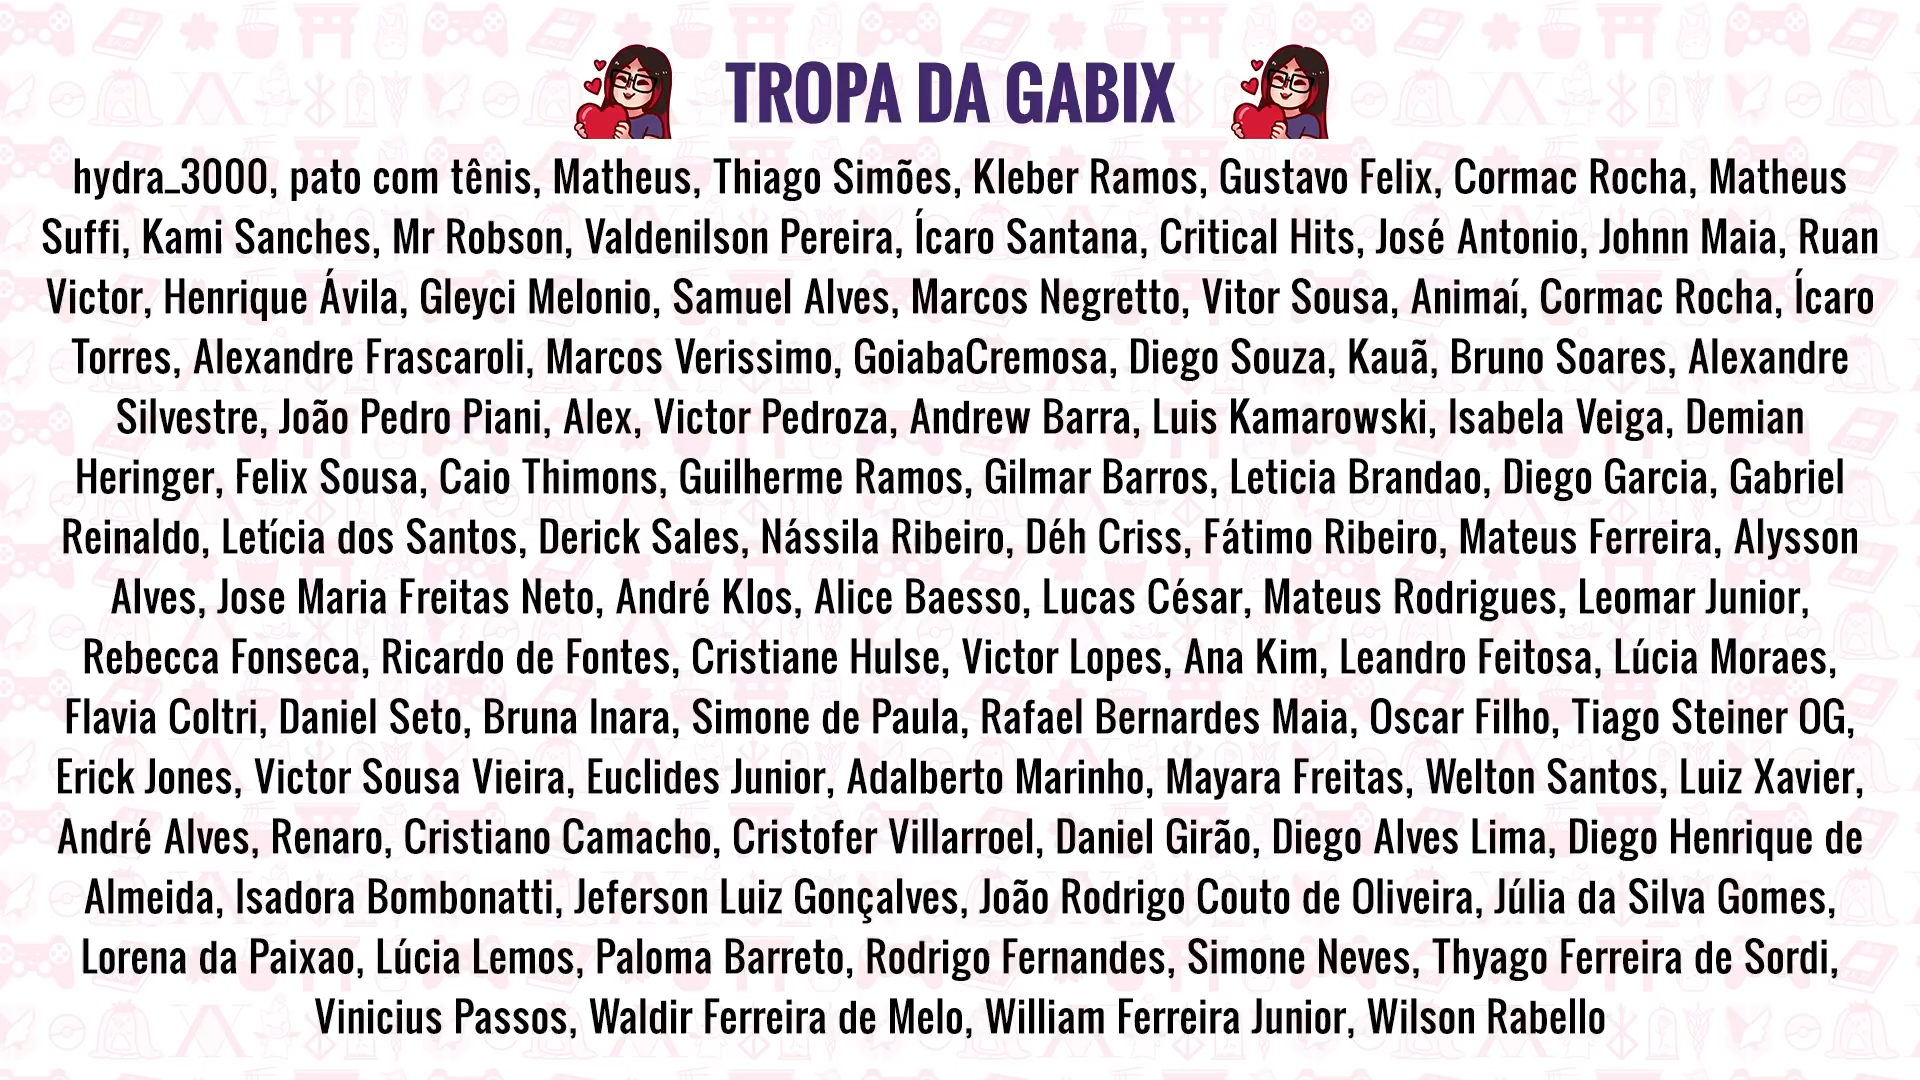 TROPA DA GABIX
hydra_3000, pato com tênis, Matheus, Thiago Simões, Kleber Ramos, Gustavo Felix, Cormac Rocha, Matheus
Suffi, Kami Sanches, Mr Robson, Valdenilson Pereira, Ícaro Santana, Critical Hits, José Antonio, Johnn Maia, Ruan
Victor, Henrique Ávila, Gleyci Melonio, Samuel Alves, Marcos Negretto, Vitor Sousa, Animaí, Cormac Rocha, Ícaro
Torres, Alexandre Frascaroli, Marcos Verissimo, GoiabaCremosa, Diego Souza, Kauã, Bruno Soares, Alexandre
Silvestre, João Pedro Piani, Alex, Victor Pedroza, Andrew Barra, Luis Kamarowski, Isabela Veiga, Demian
Heringer, Felix Sousa, Caio Thimons, Guilherme Ramos, Gilmar Barros, Leticia Brandao, Diego Garcia, Gabriel
Reinaldo, Letícia dos Santos, Derick Sales, Nássila Ribeiro, Déh Criss, Fátimo Ribeiro, Mateus Ferreira, Alysson
Alves, Jose Maria Freitas Neto, André Klos, Alice Baesso, Lucas César, Mateus Rodrigues, Leomar Junior,
Rebecca Fonseca, Ricardo de Fontes, Cristiane Hulse, Victor Lopes, Ana Kim, Leandro Feitosa, Lúcia Moraes,
Flavia Coltri, Daniel Seto, Bruna Inara, Simone de Paula, Rafael Bernardes Maia, Oscar Filho, Tiago Steiner OG,
Erick Jones, Victor Sousa Vieira, Euclides Junior, Adalberto Marinho, Mayara Freitas, Welton Santos, Luiz Xavier,
André Alves, Renaro, Cristiano Camacho, Cristofer Villarroel, Daniel Girão, Diego Alves Lima, Diego Henrique de
Almeida, Isadora Bombonatti, Jeferson Luiz Gonçalves, João Rodrigo Couto de Oliveira, Júlia da Silva Gomes,
Lorena da Paixao, Lúcia Lemos, Paloma Barreto, Rodrigo Fernandes, Simone Neves, Thyago Ferreira de Sordi,
Vinicius Passos, Waldir Ferreira de Melo, William Ferreira Junior, Wilson Rabello